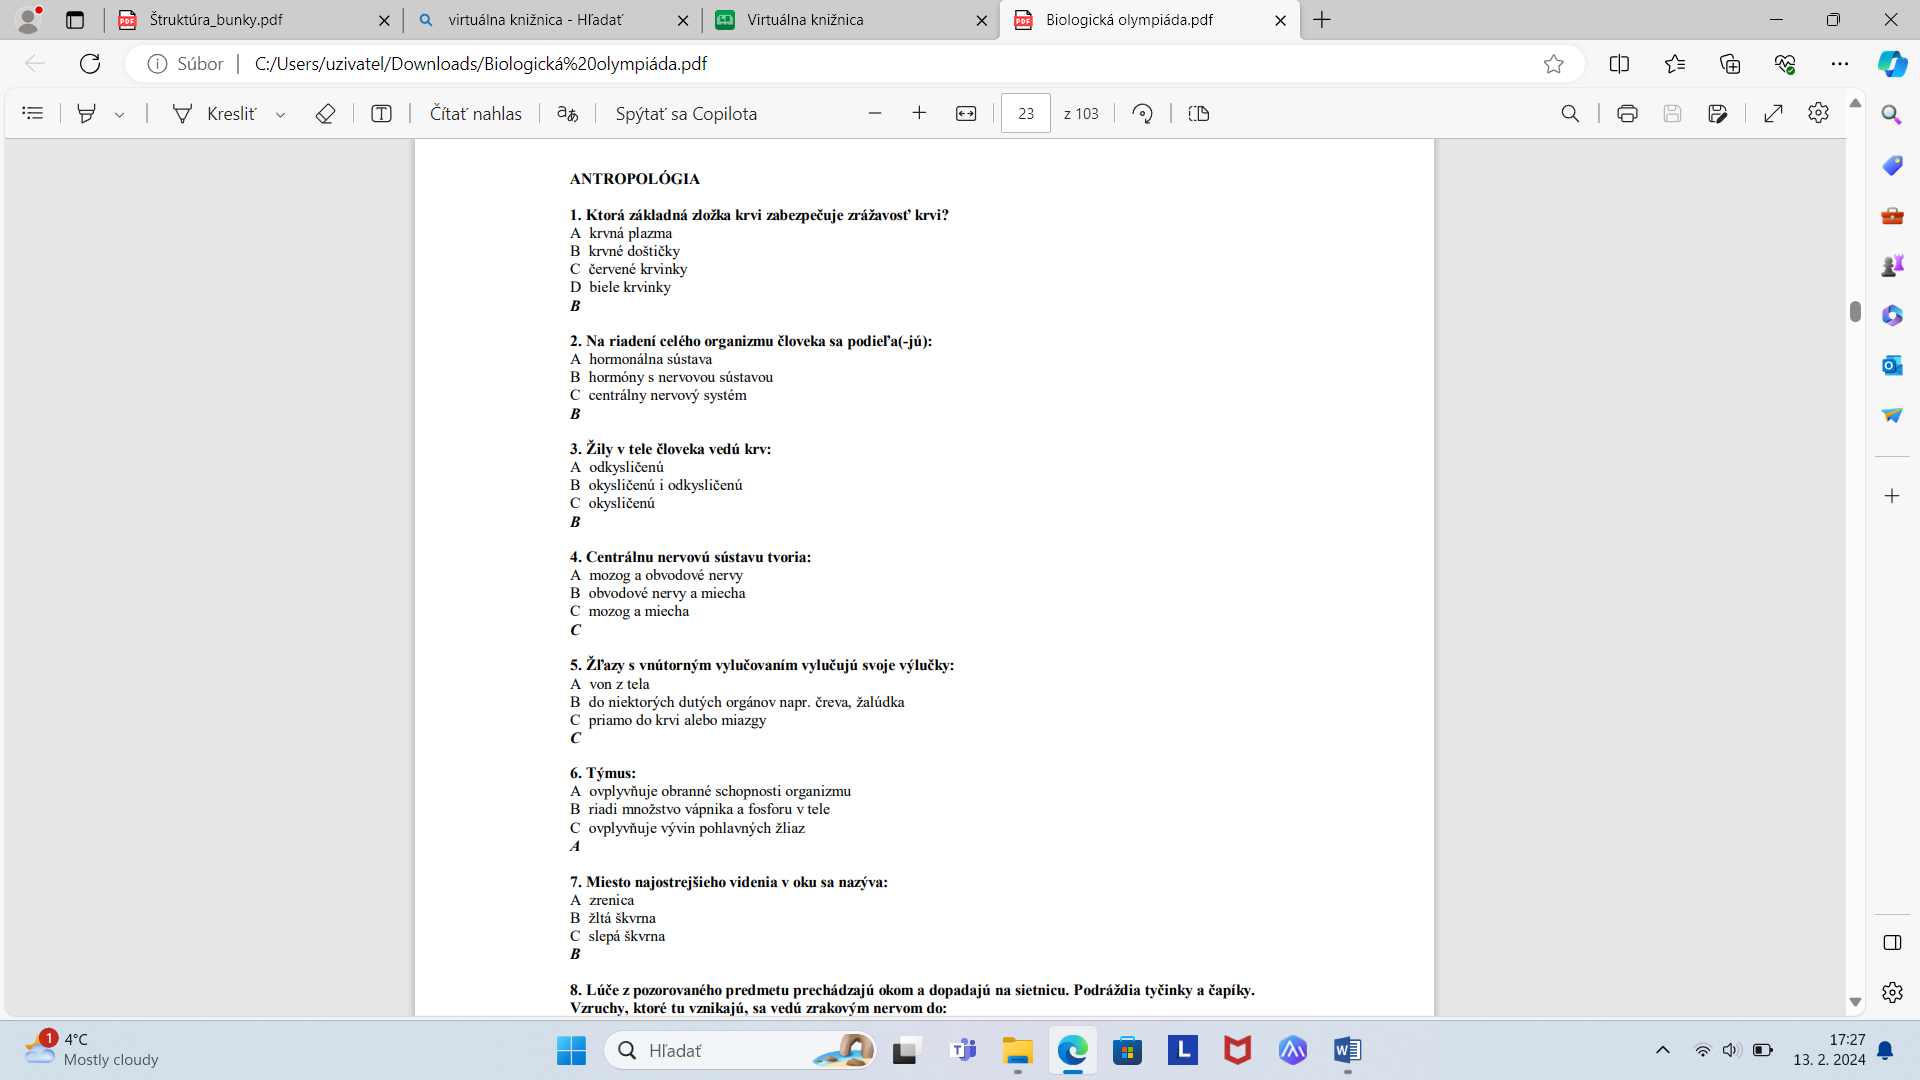 Štruktúra_bunky.pdf
virtuálna knižnica - Hľadať
Virtuálna knižnica
Biologická olympiáda.pdf
Súbor
C:/Users/uzivatel/Downloads/Biologická%20olympiáda.pdf
Kresliť
Čítať nahlas
aあ
Spýtať sa Copilota
23
z 103
ANTROPOLÓGIA
1. Ktorá základná zložka krvi zabezpečuje zrážavosť krvi?
A krvná plazma
B krvné doštičky
C červené krvinky
D biele krvinky
B
2. Na riadení celého organizmu človeka sa podieľa(-jú):
A hormonálna sústava
B hormóny s nervovou sústavou
C centrálny nervový systém
B
3. Žily v tele človeka vedú krv:
A odkysličenú
B okysličenú i odkysličenú
C okysličenú
B
4. Centrálnu nervovú sústavu tvoria:
A mozog a obvodové nervy
B obvodové nervy a miecha
C mozog a miecha
C
5. Žľazy s vnútorným vylučovaním vylučujú svoje výlučky:
A von z tela
B do niektorých dutých orgánov napr. čreva, žalúdka
C priamo do krvi alebo miazgy
C
6. Týmus:
A ovplyvňuje obranné schopnosti organizmu
B riadi množstvo vápnika a fosforu v tele
C ovplyvňuje vývin pohlavných žliaz
A
7. Miesto najostrejšieho videnia v oku sa nazýva:
A zrenica
B žltá škvrna
C slepá škvrna
B
8. Lúče z pozorovaného predmetu prechádzajú okom a dopadajú na sietnicu. Podráždia tyčinky a čapíky.
Vzruchy, ktoré tu vznikajú, sa vedú zrakovým nervom do:
1
4°C
Mostly cloudy
Hľadať
L
17:27
13. 2. 2024